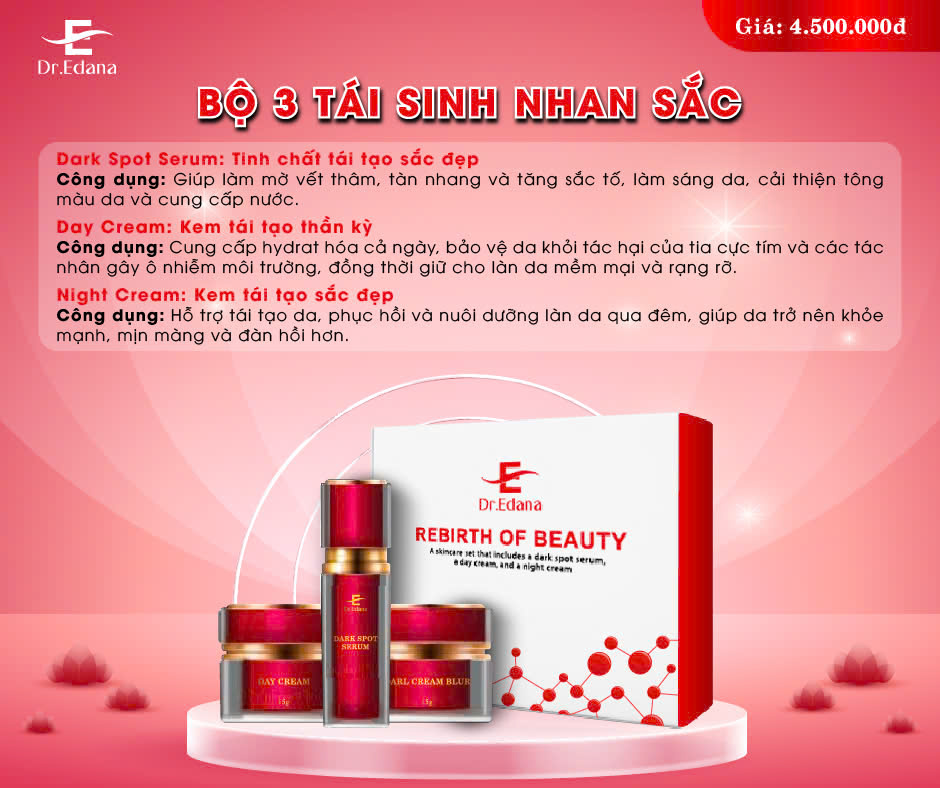 E
Dr.Edana
Giá: 4.500.000đ
BỘ 3 TÁI SINH NHAN SẮC
Dark Spot Serum: Tinh chất tái tạo sắc đẹp
Công dụng: Giúp làm mờ vết thâm, tàn nhang và tăng sắc tố, làm sáng da, cải thiện tông
màu da và cung cấp nước.
Day Cream: Kem tái tạo thần kỳ
Công dụng: Cung cấp hydrat hóa cả ngày, bảo vệ da khỏi tác hại của tia cực tím và các tác
nhân gây ô nhiễm môi trường, đồng thời giữ cho làn da mềm mại và rạng rỡ.
Night Cream: Kem tái tạo sắc đẹp
Công dụng: Hỗ trợ tái tạo da, phục hồi và nuôi dưỡng làn da qua đêm, giúp da trở nên khỏe
mạnh, mịn màng và đàn hồi hơn.
E
Dr.Edana
REBIRTH OF BEAUTY
A skincare set that includes a dark spot serum,
a day cream, and a night cream
E
Dr.Edana
DARK SPOT
SERUM
DAY CREAM
15g
ARL CREAM BLUR
15g